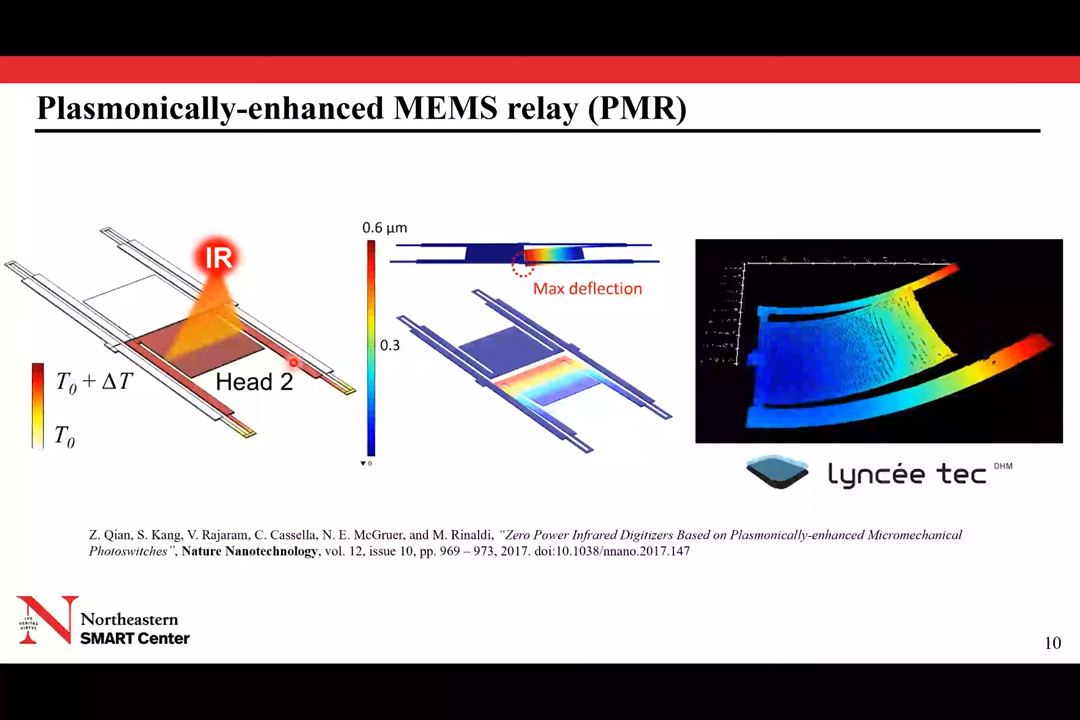 Plasmonically-enhanced MEMS relay (PMR)
IR
Head 2
T0 + ΔT
T0
0.6 μm
0.3
▼ 0
Max deflection
lyncée tec DHM
Z. Qian, S. Kang, V. Rajaram, C. Cassella, N. E. McGruer, and M. Rinaldi, “Zero Power Infrared Digitizers Based on Plasmonically-enhanced Micromechanical
Photoswitches”, Nature Nanotechnology, vol. 12, issue 10, pp. 969 – 973, 2017. doi:10.1038/nnano.2017.147
N
Northeastern
SMART Center
10